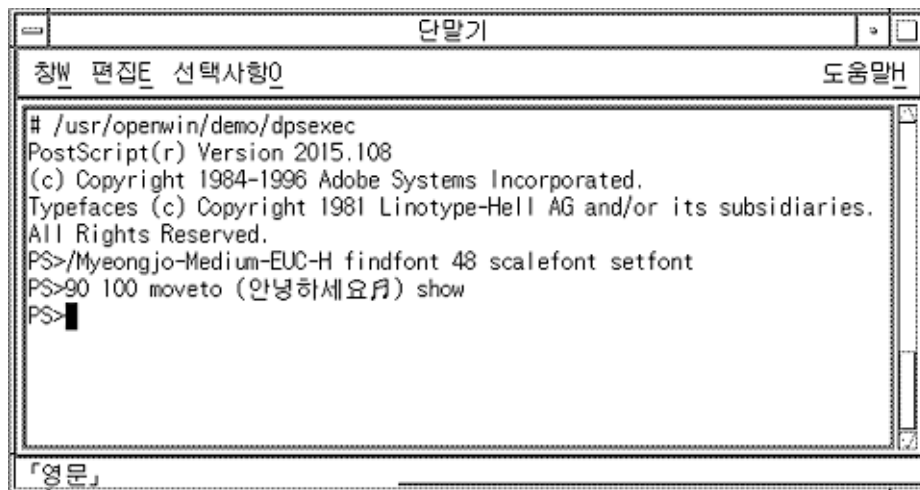 단말기
창W 편집E 선택사항O 도움말H
# /usr/openwin/demo/dpsexec
PostScript(r) Version 2015.108
(c) Copyright 1984-1996 Adobe Systems Incorporated.
Typefaces (c) Copyright 1981 Linotype-Hell AG and/or its subsidiaries.
All Rights Reserved.
PS>/Myeongjo-Medium-EUC-H findfont 48 scalefont setfont
PS>90 100 moveto (안녕하세요♬) show
PS>
「영문」